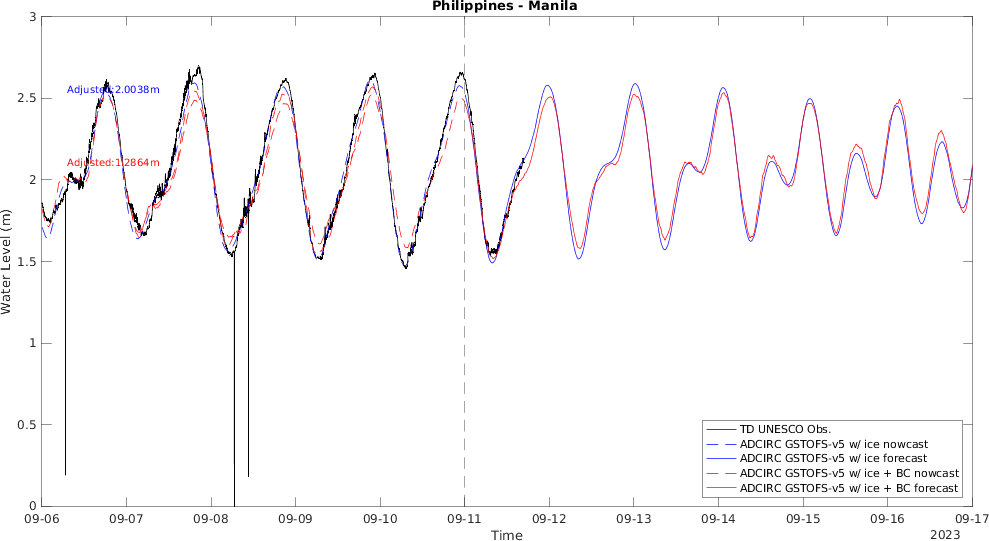 Philippines - Manila
3
2.5
2
1.5
1
0.5
0
Water Level (m)
Adjusted:2.0038m
Adjusted:1.2864m
TD UNESCO Obs.
ADCIRC GSTOFS-v5 w/ ice nowcast
ADCIRC GSTOFS-v5 w/ ice forecast
ADCIRC GSTOFS-v5 w/ ice + BC nowcast
ADCIRC GSTOFS-v5 w/ ice + BC forecast
09-06 09-07 09-08 09-09 09-10 09-11 09-12 09-13 09-14 09-15 09-16 09-17
Time
2023